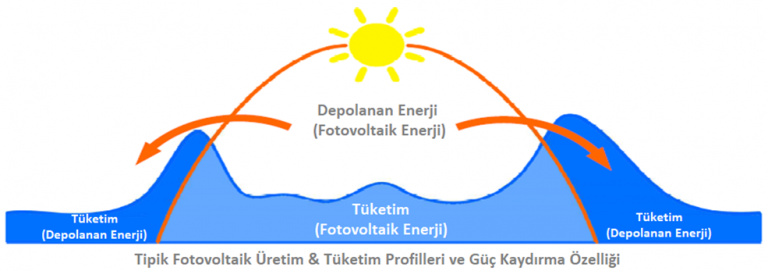 Depolanan Enerji
(Fotovoltaik Enerji)
Tüketim
(Depolanan Enerji)
Tüketim
(Fotovoltaik Enerji)
Tüketim
(Depolanan Enerji)
Tipik Fotovoltaik Üretim & Tüketim Profilleri ve Güç Kaydırma Özelliği